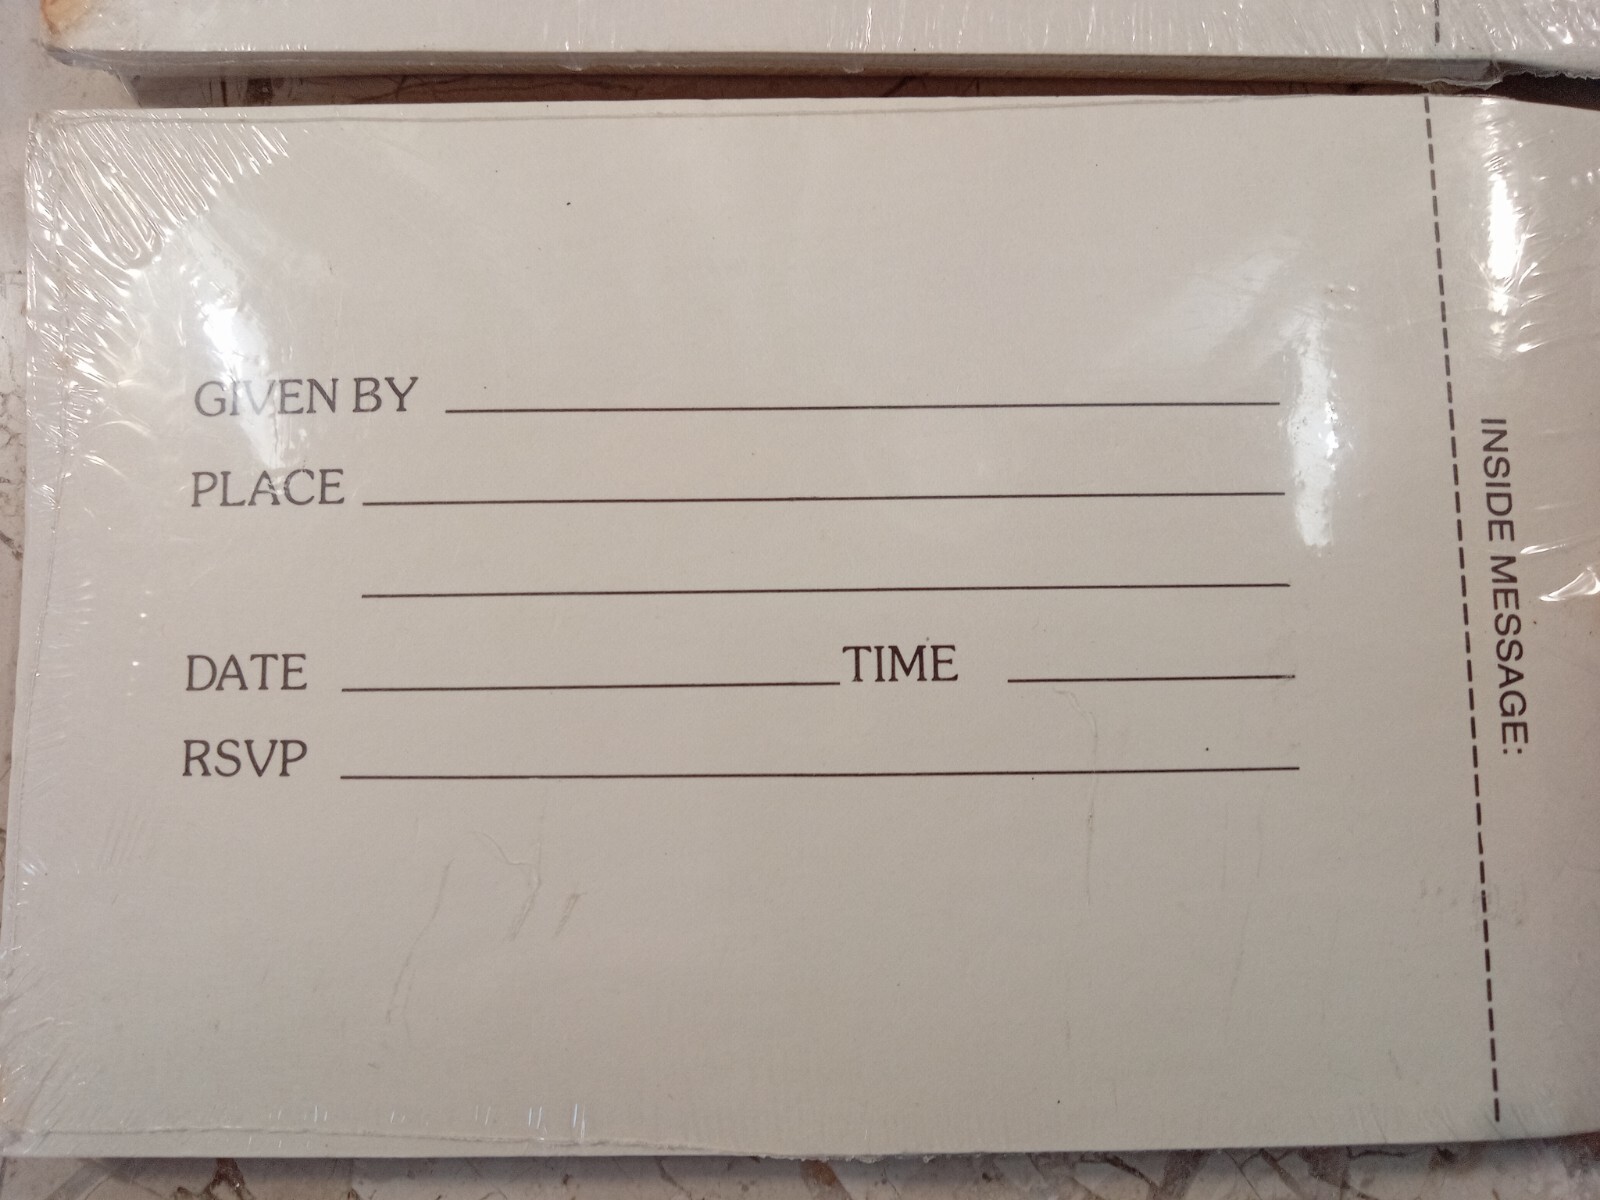 GIVEN BY
PLACE
DATE TIME
RSVP
INSIDE MESSAGE: